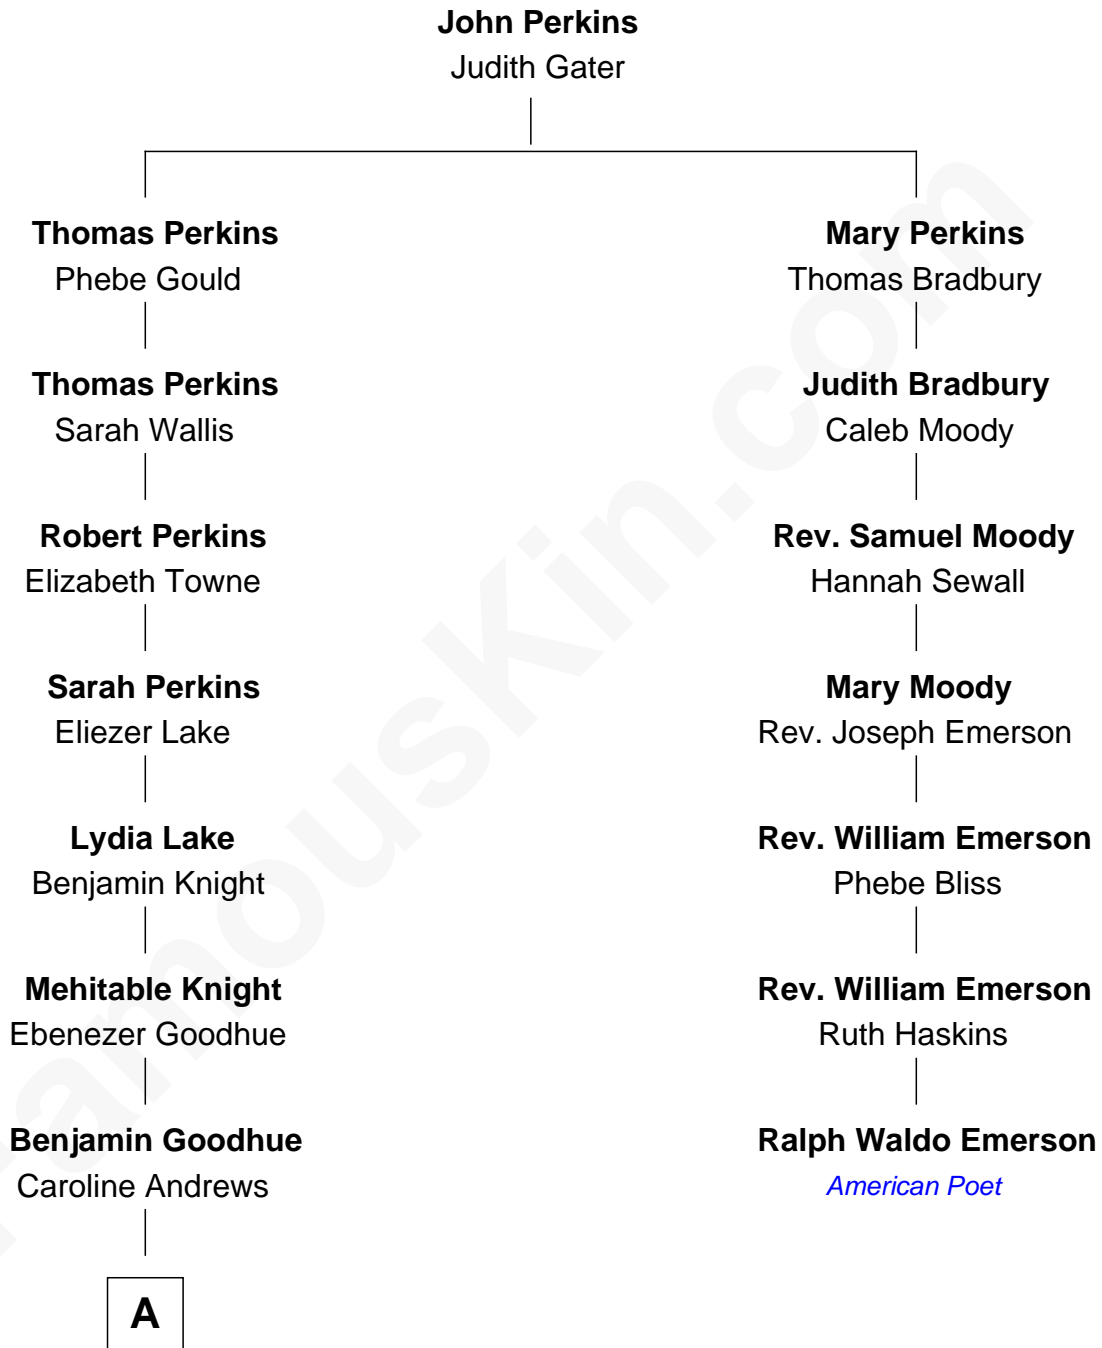 John Perkins
Judith Gater
Thomas Perkins
Phebe Gould
Mary Perkins
Thomas Bradbury
Thomas Perkins
Sarah Wallis
Judith Bradbury
Caleb Moody
Robert Perkins
Elizabeth Towne
Rev. Samuel Moody
Hannah Sewall
Sarah Perkins
Eliezer Lake
Mary Moody
Rev. Joseph Emerson
Lydia Lake
Benjamin Knight
Rev. William Emerson
Phebe Bliss
Mehitable Knight
Ebenezer Goodhue
Rev. William Emerson
Ruth Haskins
Benjamin Goodhue
Caroline Andrews
Ralph Waldo Emerson
American Poet
A
FamousKin.com